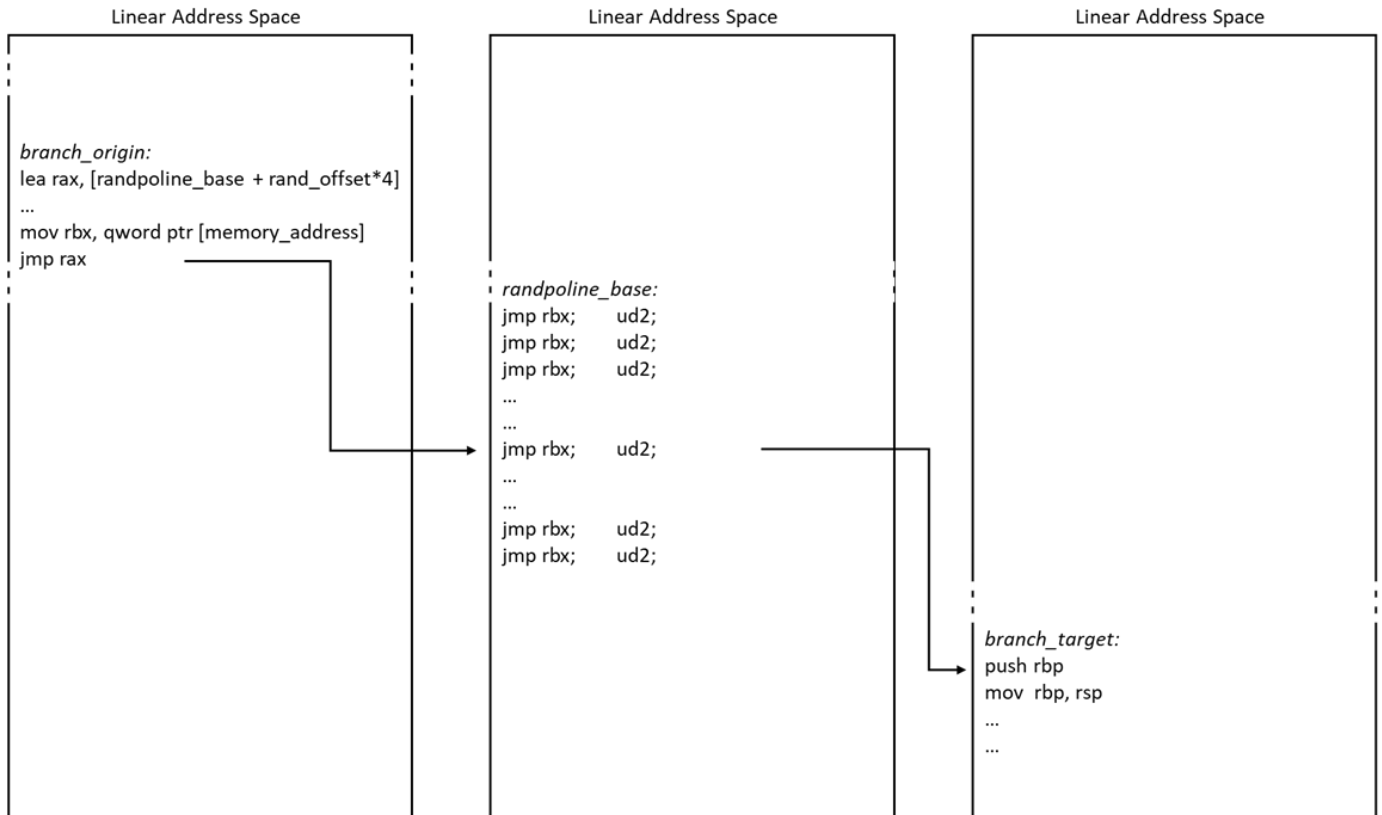 Linear Address Space
branch_origin:
lea rax, [randpoline_base + rand_offset*4]
...
mov rbx, qword ptr [memory_address]
jmp rax
Linear Address Space
randpoline_base:
jmp rbx; ud2;
jmp rbx; ud2;
jmp rbx; ud2;
...
...
jmp rbx; ud2;
...
...
jmp rbx; ud2;
jmp rbx; ud2;
Linear Address Space
branch_target:
push rbp
mov rbp, rsp
...
...